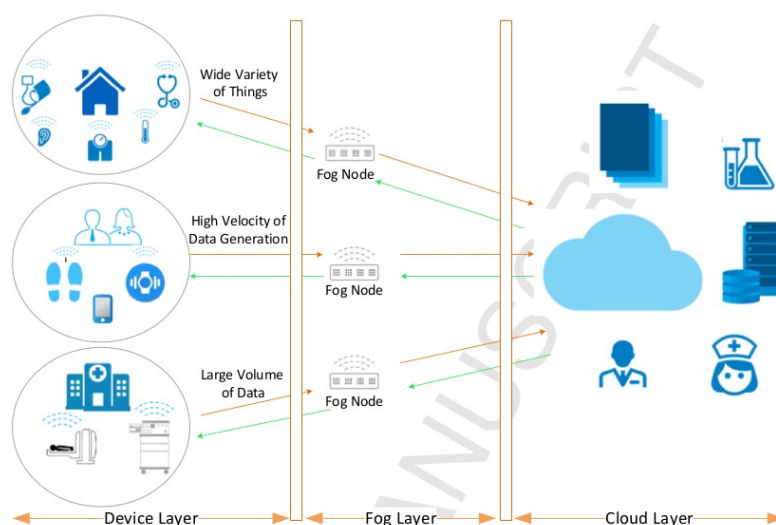 Wide Variety
of Things
Fog Node
High Velocity of
Data Generation
Fog Node
Large Volume
of Data
Fog Node
Device Layer
Fog Layer
Cloud Layer